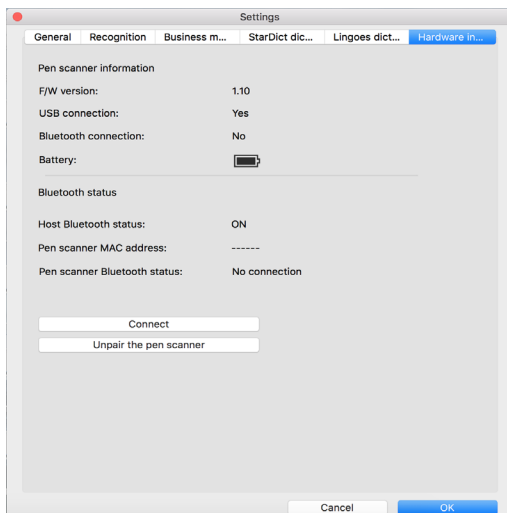 Settings
General Recognition Business m... StarDict dic... Lingoes dict... Hardware in...
Pen scanner information
F/W version: 1.10
USB connection: Yes
Bluetooth connection: No
Battery:
Bluetooth status
Host Bluetooth status: ON
Pen scanner MAC address: ------
Pen scanner Bluetooth status: No connection
Connect
Unpair the pen scanner
Cancel OK